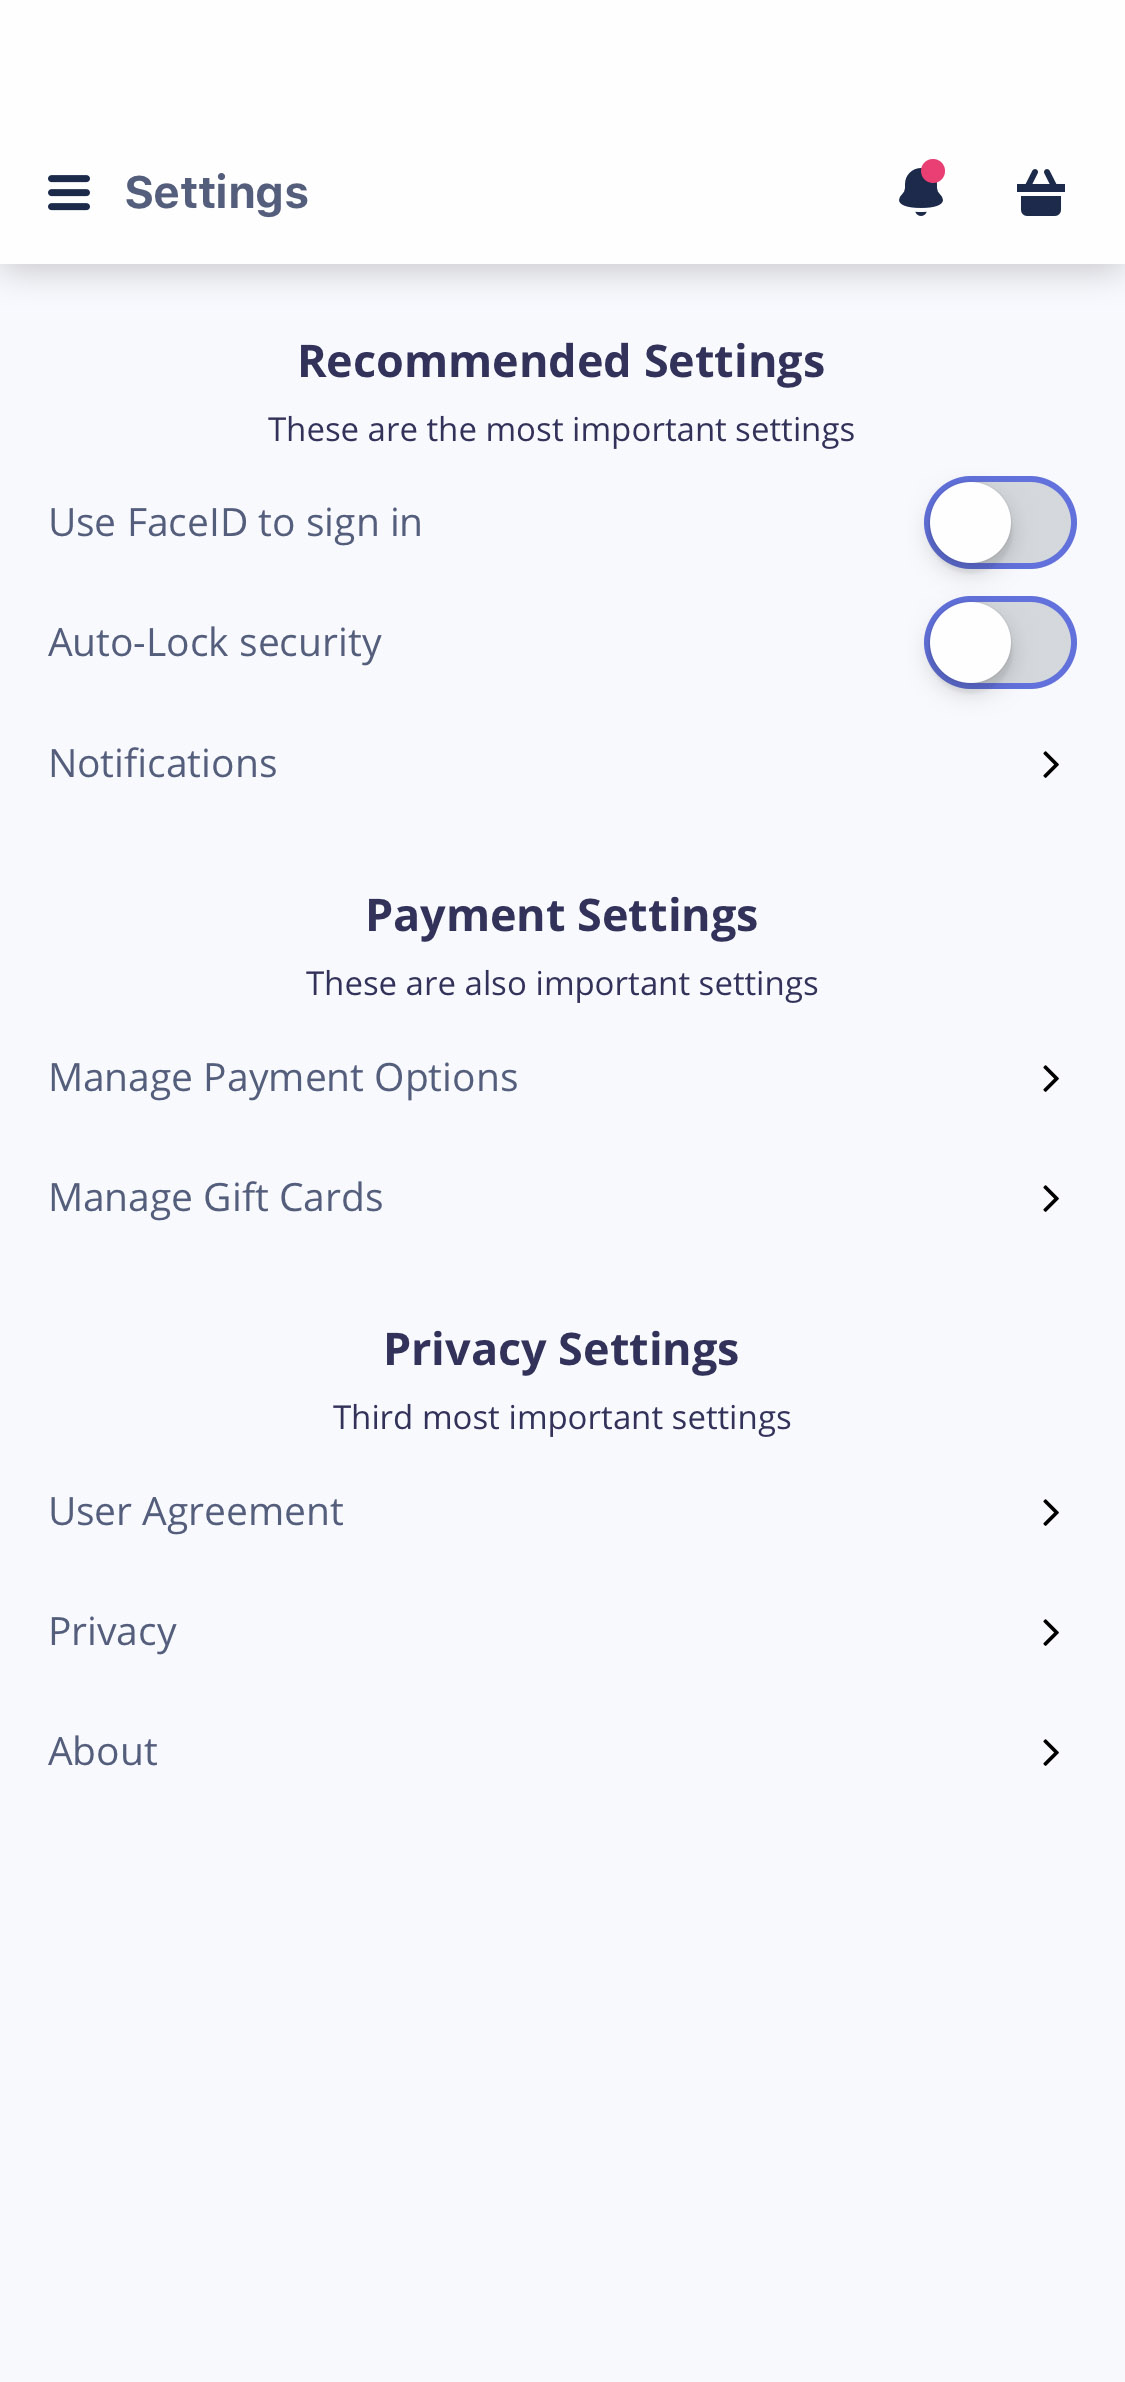 Settings
Recommended Settings
These are the most important settings
Use FaceID to sign in
Auto-Lock security
Notifications
Payment Settings
These are also important settings
Manage Payment Options
Manage Gift Cards
Privacy Settings
Third most important settings
User Agreement
Privacy
About